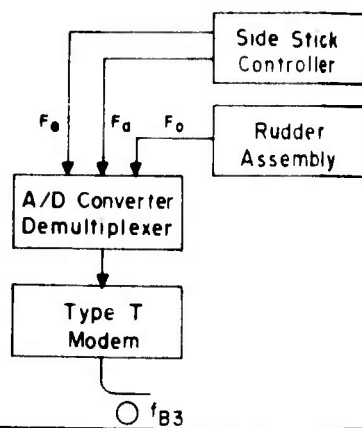 Side Stick
Controller
Fe
Fa
Fo
Rudder
Assembly
A/D Converter
Demultiplexer
Type T
Modem
fB3